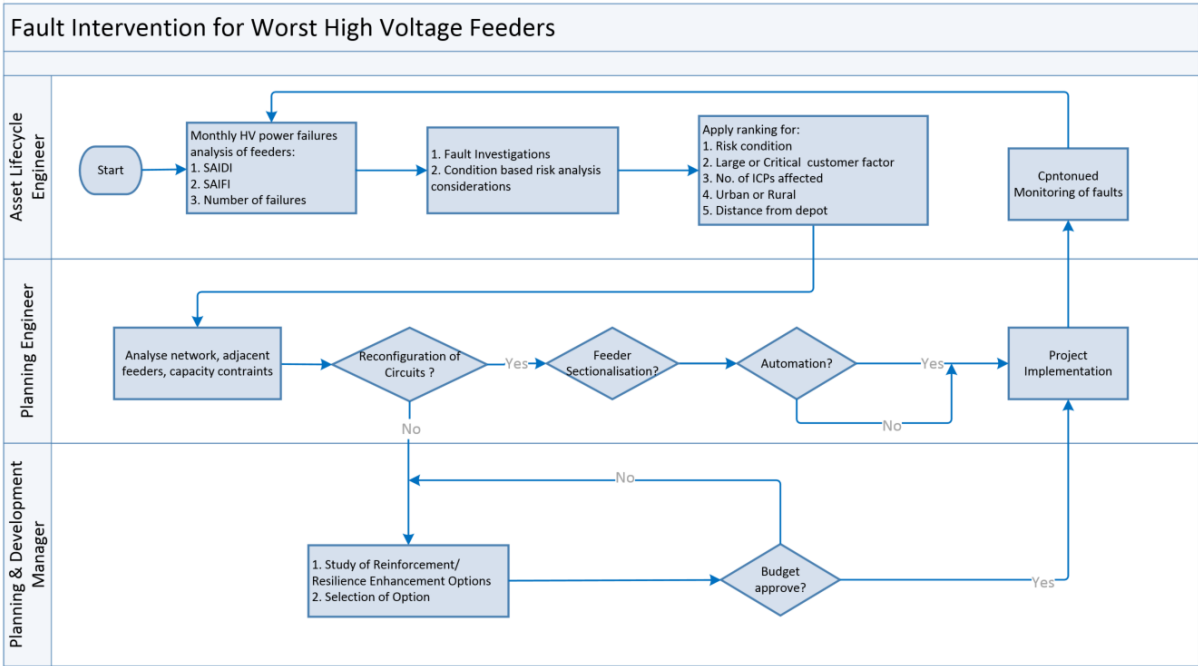 Fault Intervention for Worst High Voltage Feeders
Asset Lifecycle
Engineer
Start
Monthly HV power failures
analysis of feeders:
1. SAIDI
2. SAIFI
3. Number of failures
1. Fault Investigations
2. Condition based risk analysis
considerations
Apply ranking for:
1. Risk condition
2. Large or Critical customer factor
3. No. of ICPs affected
4. Urban or Rural
5. Distance from depot
Cpntonued
Monitoring of faults
Planning Engineer
Analyse network, adjacent
feeders, capacity contraints
Reconfiguration of
Circuits ?
Yes
Feeder
Sectionalisation?
Automation?
Yes
No
Project
Implementation
No
Planning & Development
Manager
No
1. Study of Reinforcement/
Resilience Enhancement Options
2. Selection of Option
Budget
approve?
Yes